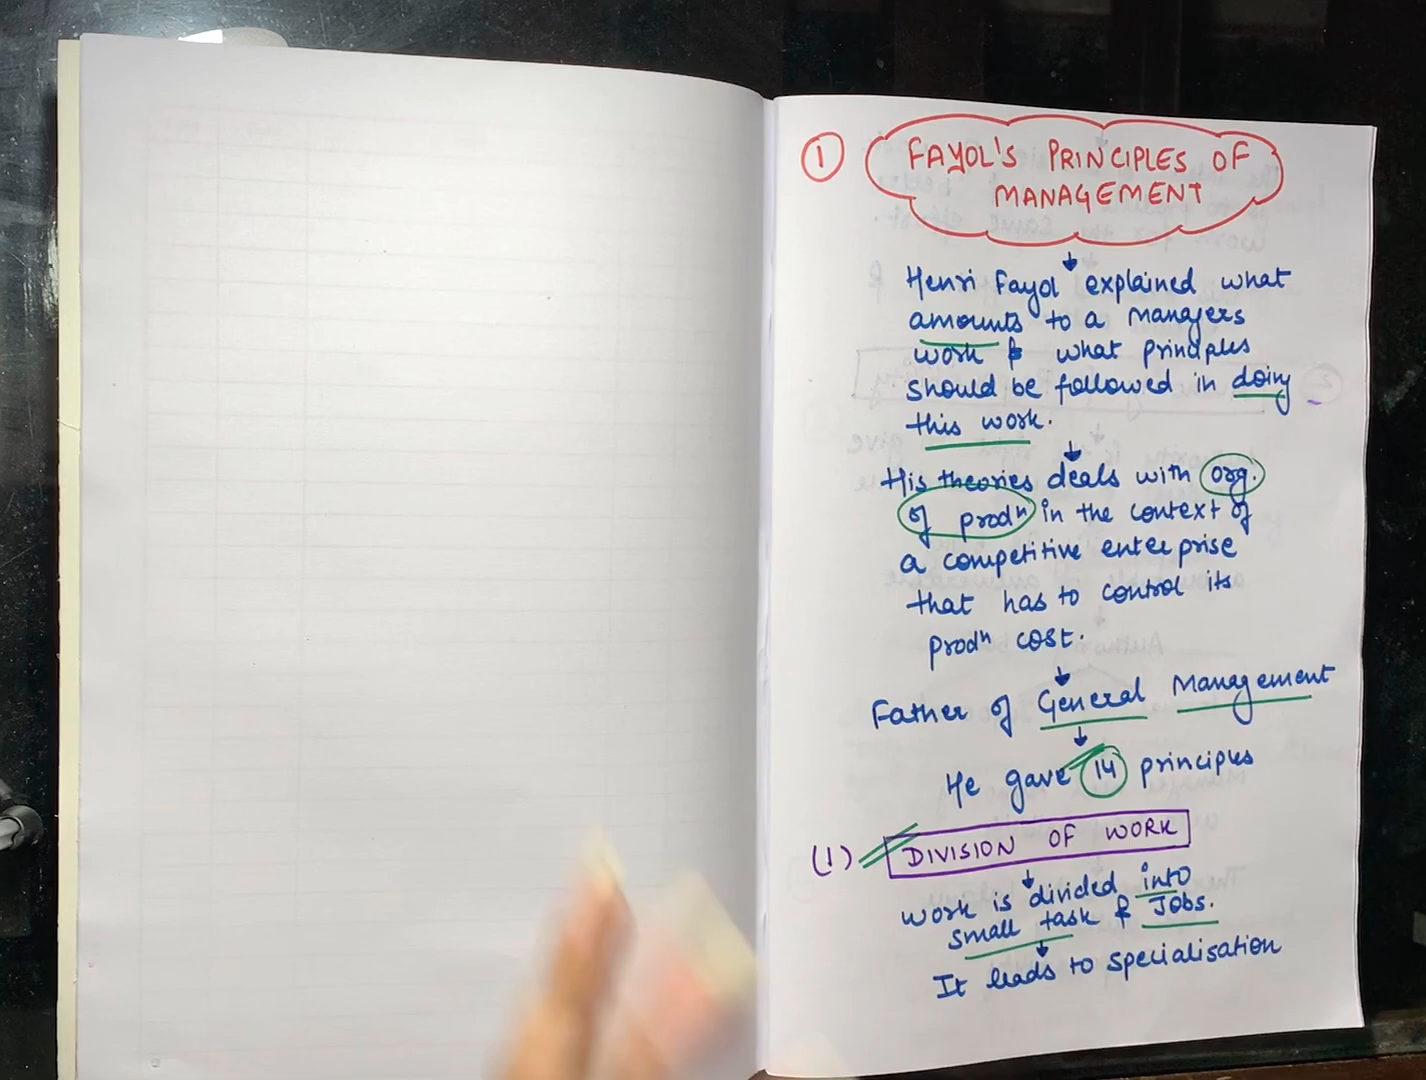 1 FAYOL'S PRINCIPLES OF
MANAGEMENT
Henri Fayol explained what
amounts to a managers
work & what principles
should be followed in doing
this work.
His theories deals with org.
of prodⁿ in the context of
a competitive enterprise
that has to control its
prodⁿ cost.
Father of General Management
He gave 14 principles
(1) DIVISION OF WORK
work is divided into
small task & Jobs.
It leads to specialisation